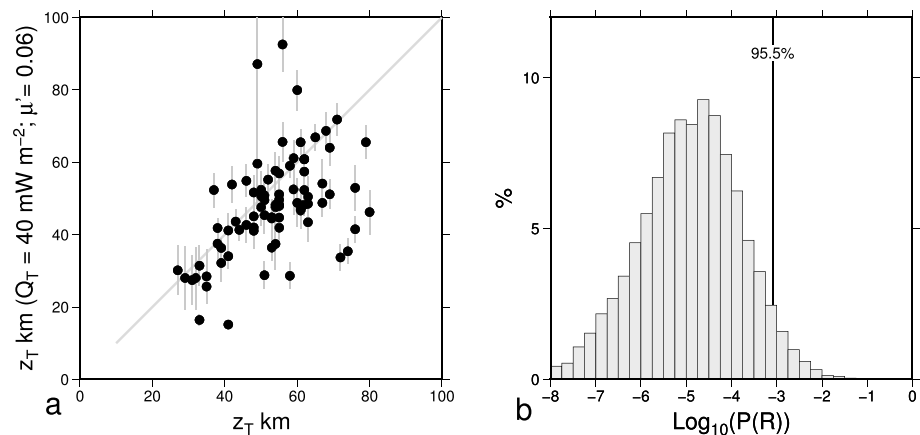 z_T km (Q_T = 40 mW m⁻²; μ' = 0.06)
100
80
60
40
20
0
0 20 40 60 80 100
z_T km
a
95.5%
%
10
5
0
−8 −7 −6 −5 −4 −3 −2 −1 0
Log₁₀(P(R))
b